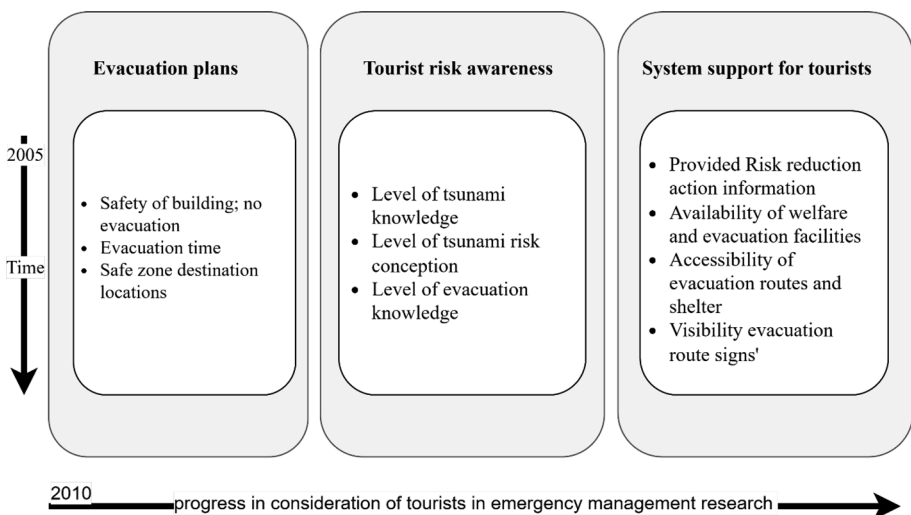 Evacuation plans
Tourist risk awareness
System support for tourists
2005
Time
Safety of building; no
evacuation
Evacuation time
Safe zone destination
locations
Level of tsunami
knowledge
Level of tsunami risk
conception
Level of evacuation
knowledge
Provided Risk reduction
action information
Availability of welfare
and evacuation facilities
Accessibility of
evacuation routes and
shelter
Visibility evacuation
route signs'
2010
progress in consideration of tourists in emergency management research